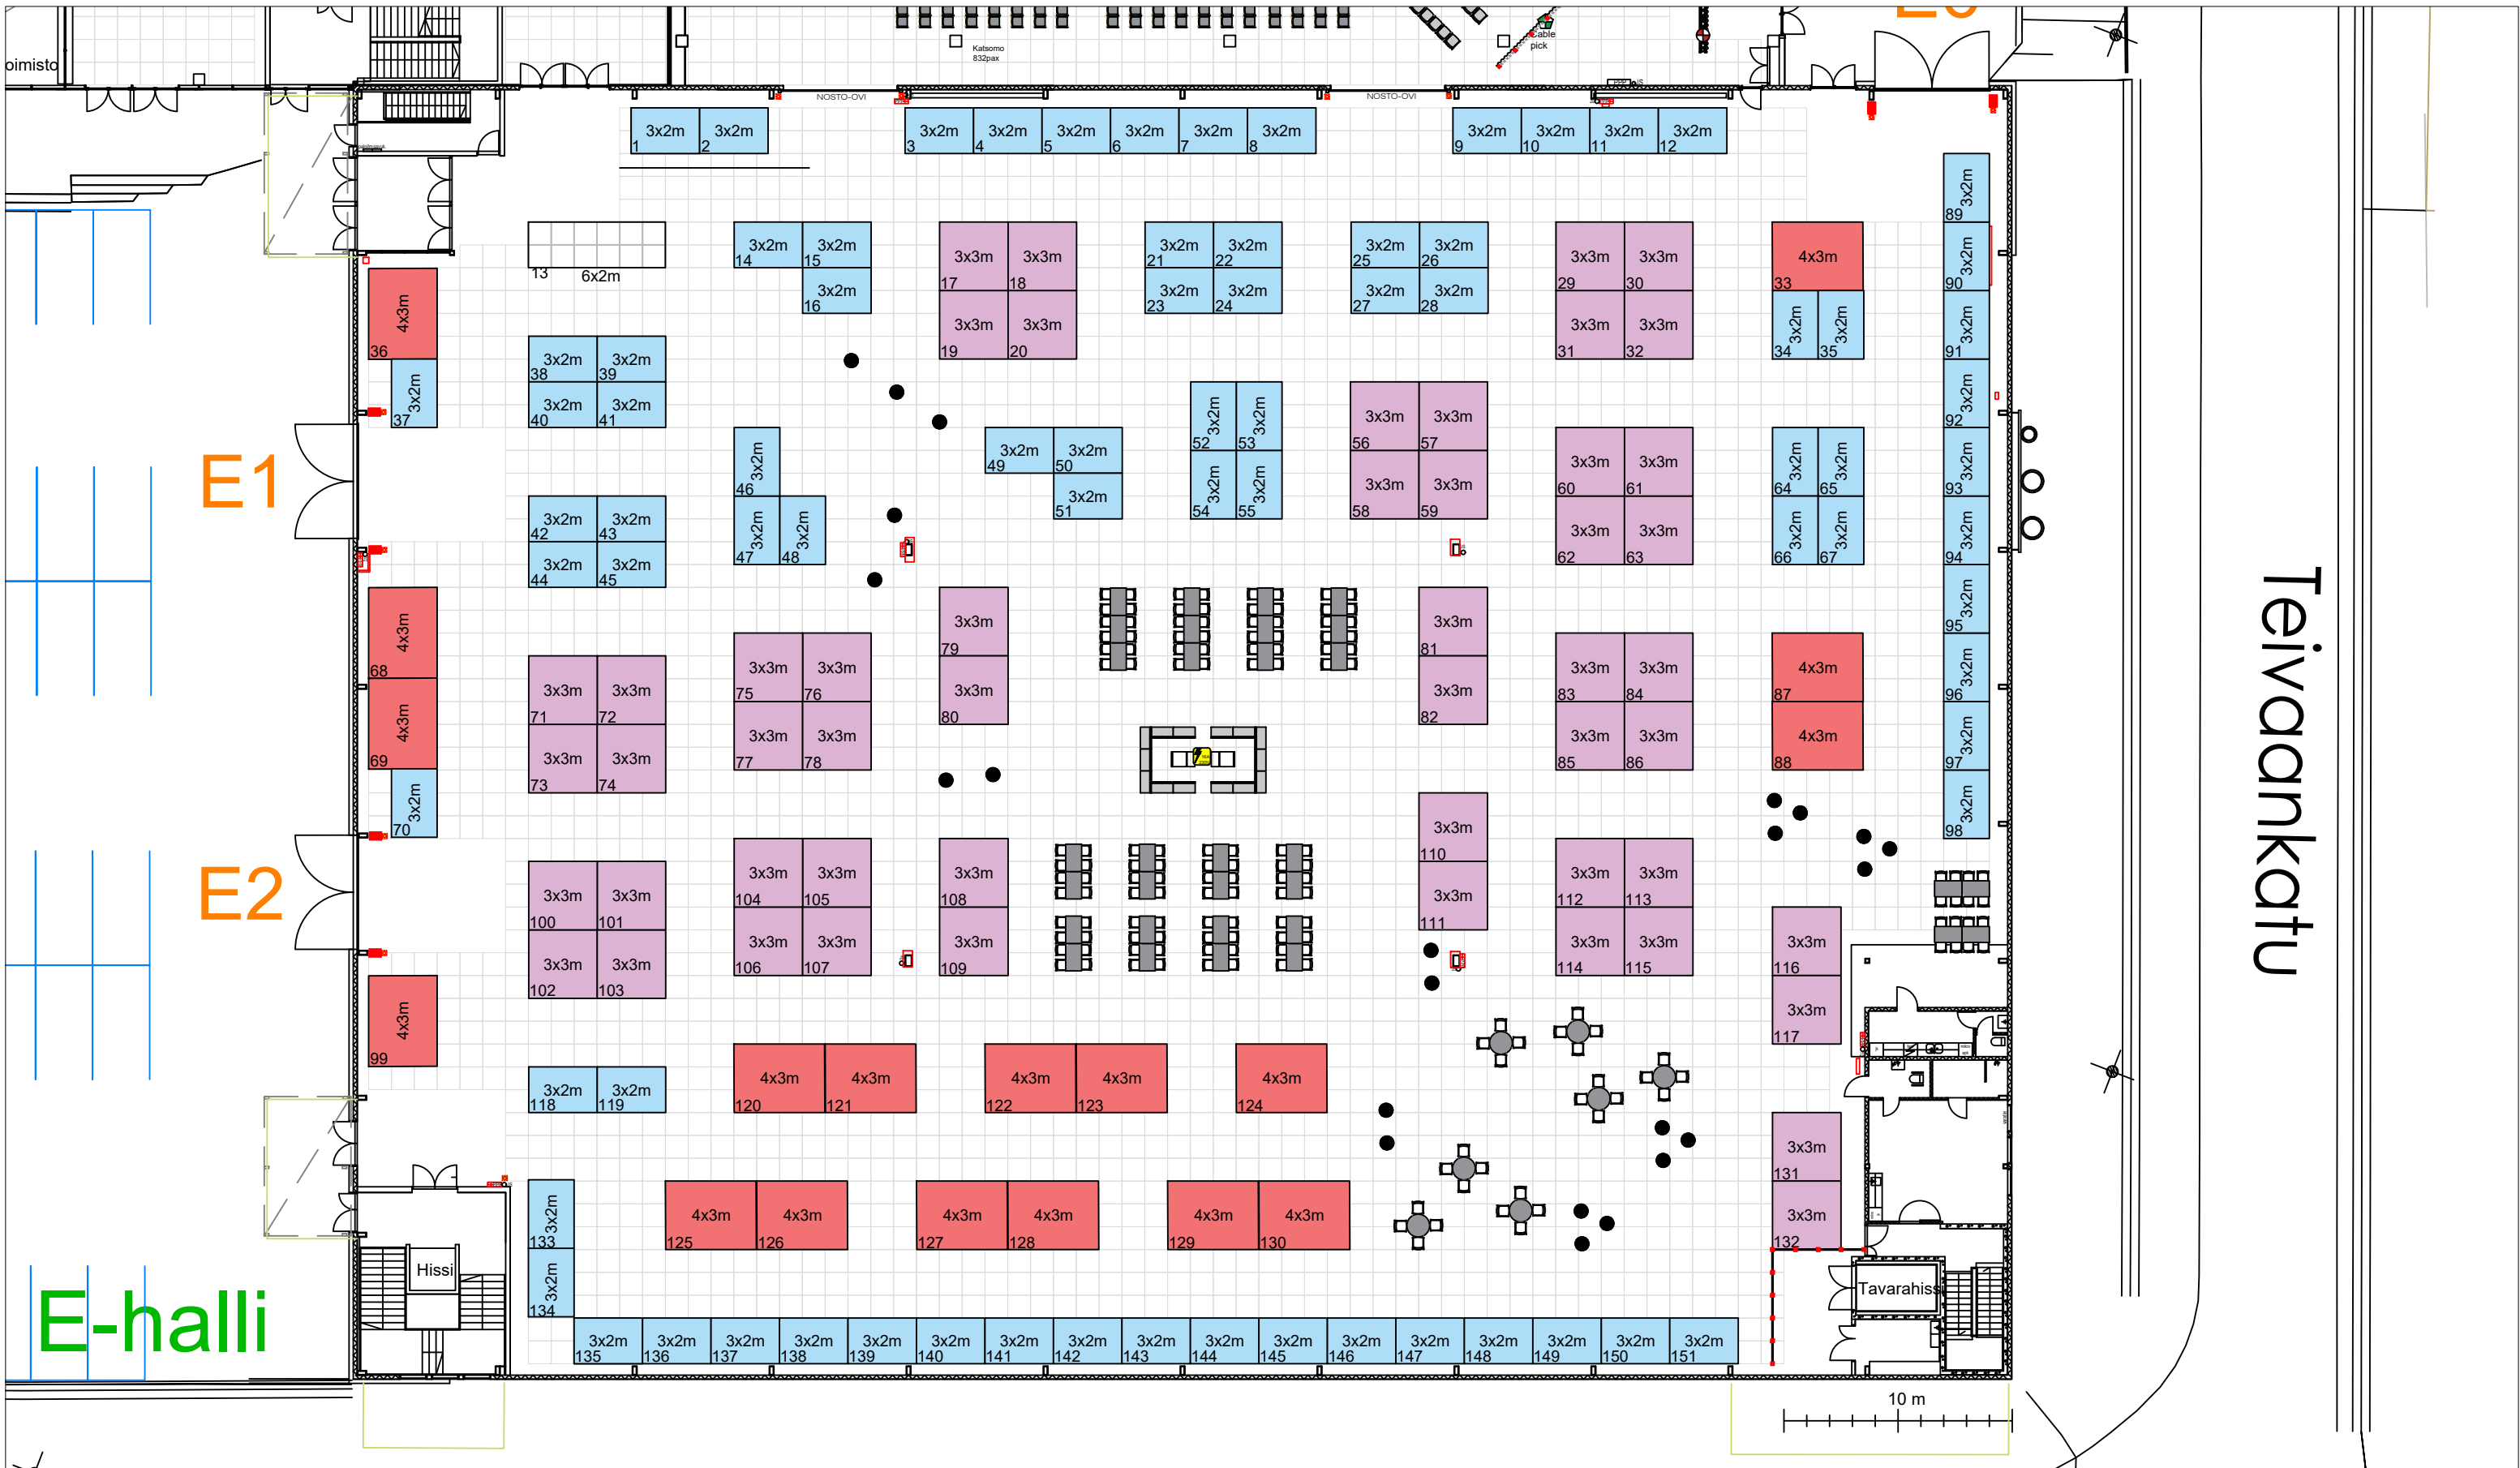 E3
oimisto
Katsomo
832pax
Cable
pick
NOSTO-OVI
NOSTO-OVI
3x2m 3x2m 3x2m 3x2m 3x2m 3x2m 3x2m 3x2m 3x2m 3x2m 3x2m 3x2m
1 2 3 4 5 6 7 8 9 10 11 12
3x2m
89
13 6x2m
3x2m 3x2m
14 15
3x2m
16
3x3m 3x3m
17 18
3x3m 3x3m
19 20
3x2m 3x2m
21 22
3x2m 3x2m
23 24
3x2m 3x2m
25 26
3x2m 3x2m
27 28
3x3m 3x3m
29 30
3x3m 3x3m
31 32
4x3m
33
3x2m 3x2m
34 35
3x2m
90
3x2m
91
4x3m
36
3x2m
37
3x2m 3x2m
38 39
3x2m 3x2m
40 41
3x2m
92
E1
3x2m 3x2m
42 43
3x2m 3x2m
44 45
3x2m
46
3x2m 3x2m
47 48
3x2m 3x2m
49 50
3x2m
51
3x2m 3x2m
52 53
3x2m 3x2m
54 55
3x3m 3x3m
56 57
3x3m 3x3m
58 59
3x3m 3x3m
60 61
3x3m 3x3m
62 63
3x2m 3x2m
64 65
3x2m 3x2m
66 67
3x2m
93
3x2m
94
3x2m
95
Teivaankatu
4x3m
68
4x3m
69
3x2m
70
3x3m 3x3m
71 72
3x3m 3x3m
73 74
3x3m 3x3m
75 76
3x3m 3x3m
77 78
3x3m
79
3x3m
80
3x3m
81
3x3m
82
3x3m 3x3m
83 84
3x3m 3x3m
85 86
4x3m
87
4x3m
88
3x2m
96
3x2m
97
3x2m
98
E2
4x3m
99
3x3m 3x3m
100 101
3x3m 3x3m
102 103
3x3m 3x3m
104 105
3x3m 3x3m
106 107
3x3m
108
3x3m
109
3x3m
110
3x3m
111
3x3m 3x3m
112 113
3x3m 3x3m
114 115
3x3m
116
3x3m
117
3x2m 3x2m
118 119
4x3m 4x3m
120 121
4x3m 4x3m
122 123
4x3m
124
4x3m 4x3m
125 126
4x3m 4x3m
127 128
4x3m 4x3m
129 130
3x3m
131
3x3m
132
3x2m
133
3x2m
134
Hissi
Tavarahissi
E-halli
3x2m 3x2m 3x2m 3x2m 3x2m 3x2m 3x2m 3x2m 3x2m 3x2m 3x2m 3x2m 3x2m 3x2m 3x2m 3x2m 3x2m
135 136 137 138 139 140 141 142 143 144 145 146 147 148 149 150 151
10 m